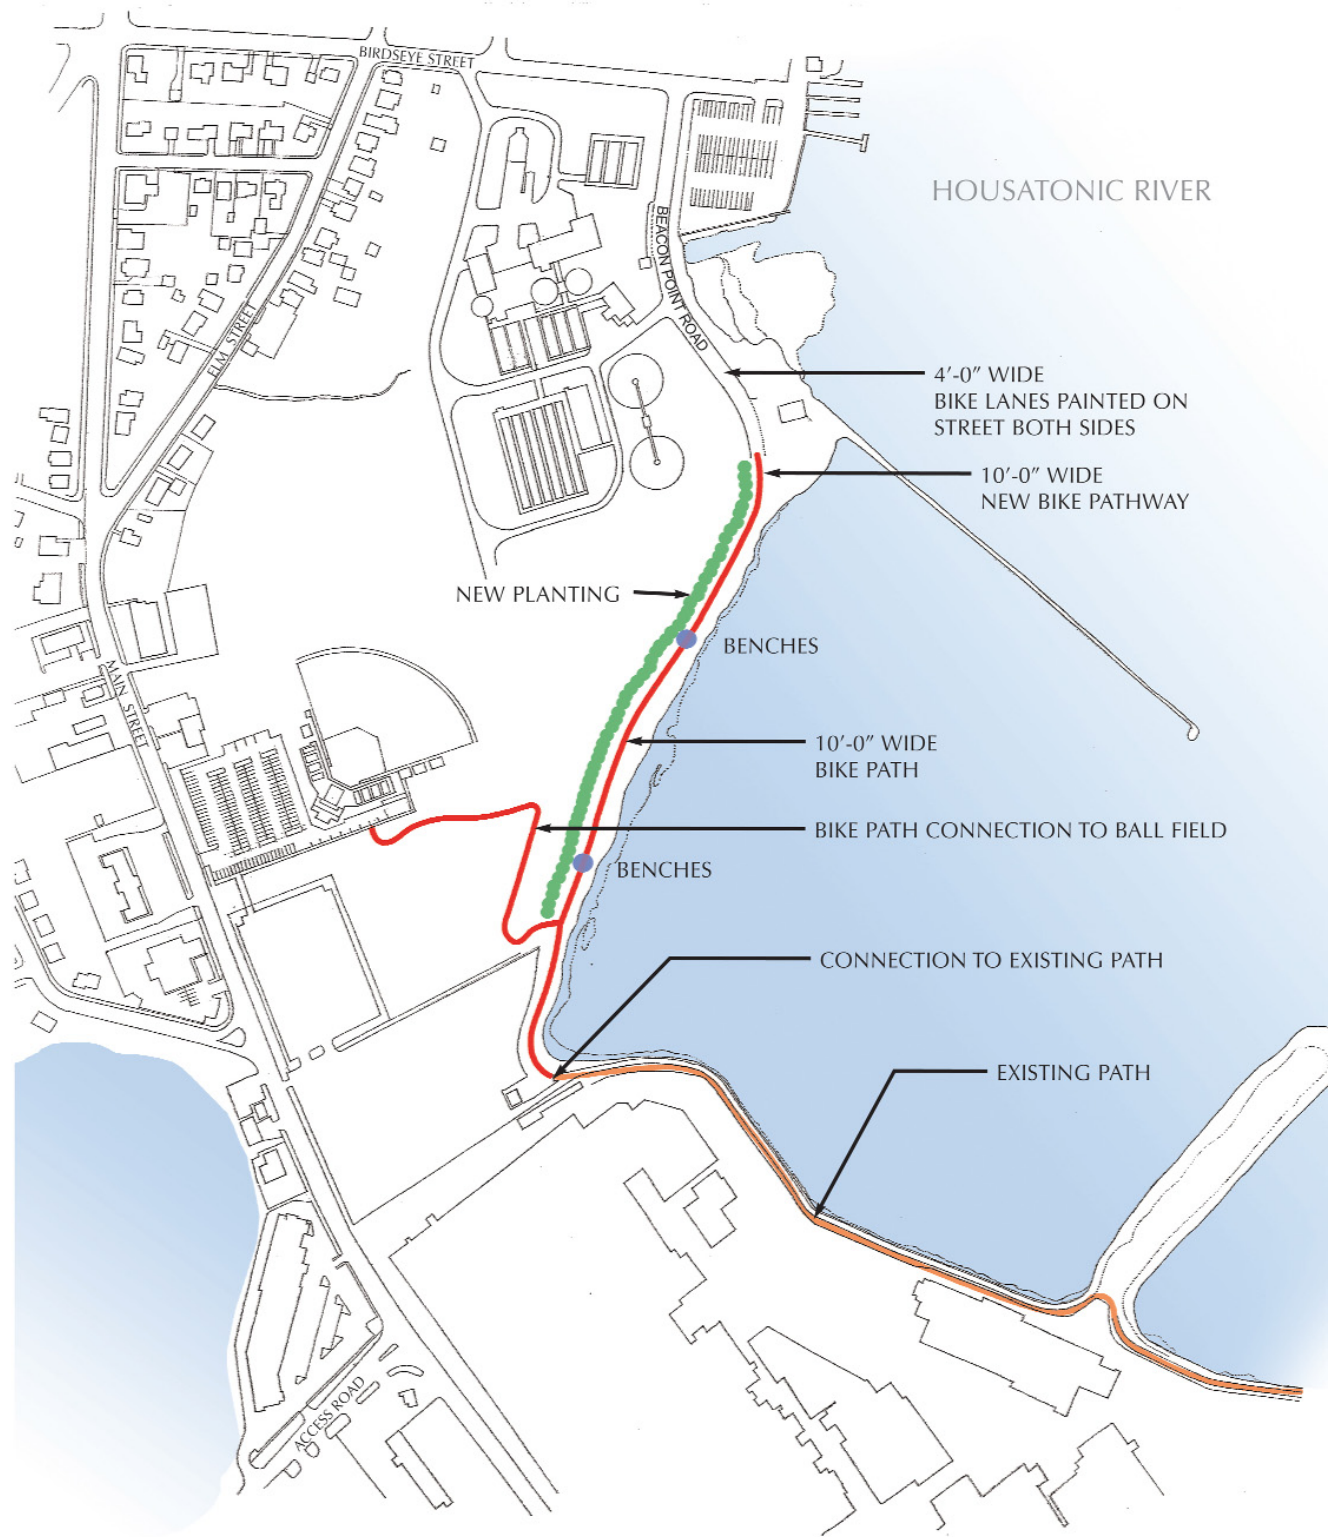 BIRDSEYE STREET
HOUSATONIC RIVER
BEACON POINT ROAD
ELM STREET
4'-0" WIDE
BIKE LANES PAINTED ON
STREET BOTH SIDES
10'-0" WIDE
NEW BIKE PATHWAY
NEW PLANTING
BENCHES
MAIN STREET
10'-0" WIDE
BIKE PATH
BIKE PATH CONNECTION TO BALL FIELD
BENCHES
CONNECTION TO EXISTING PATH
EXISTING PATH
ACCESS ROAD